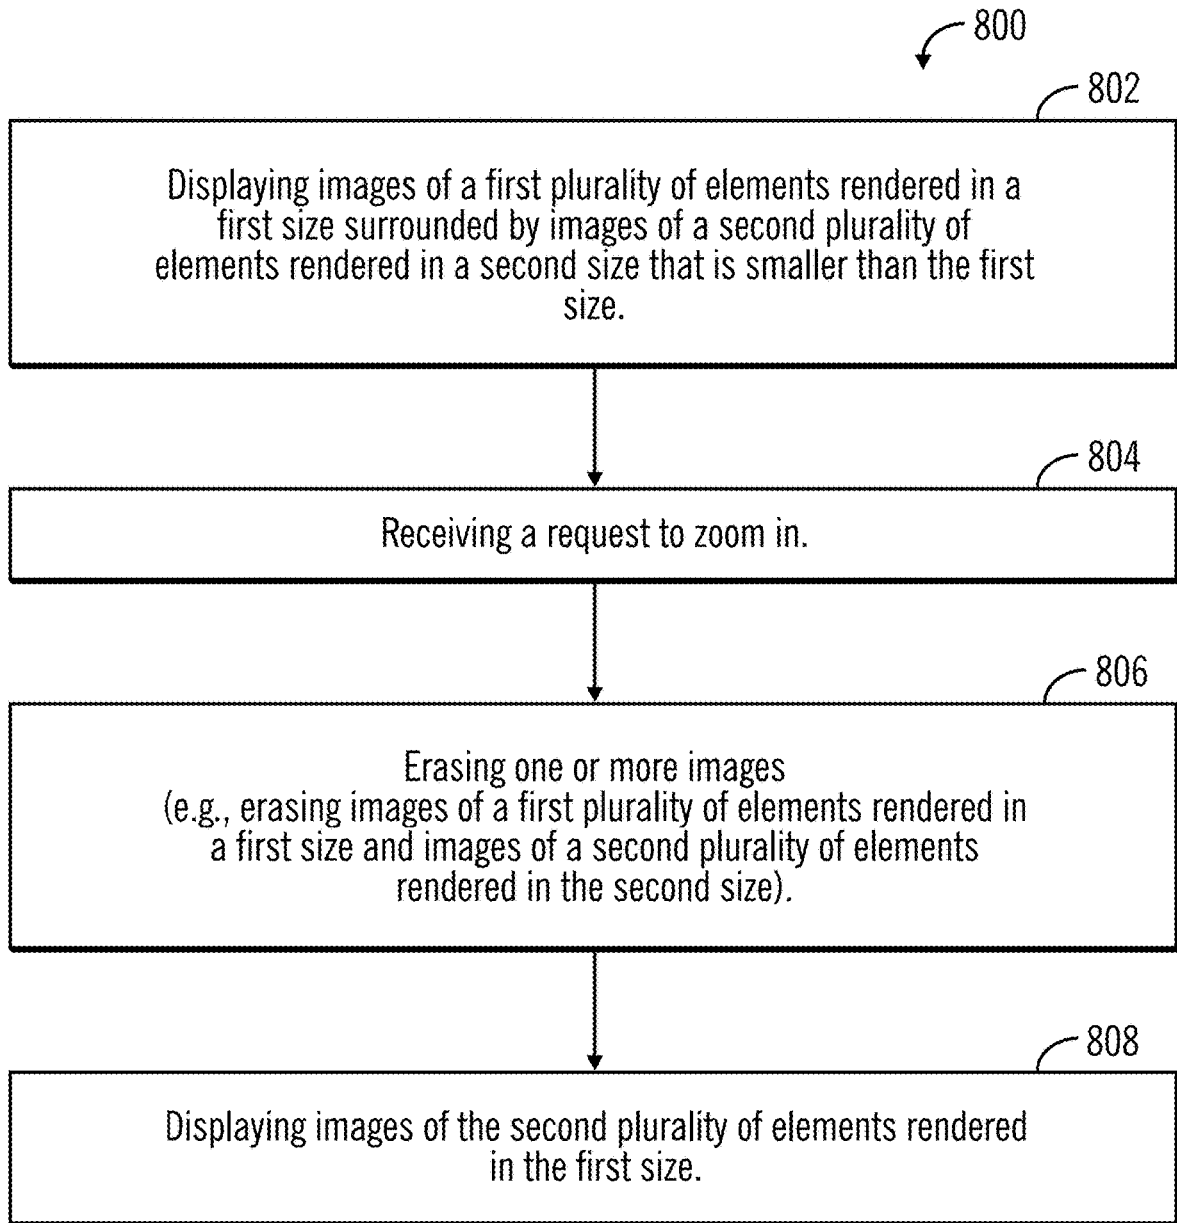 800
802
Displaying images of a first plurality of elements rendered in a
first size surrounded by images of a second plurality of
elements rendered in a second size that is smaller than the first
size.
804
Receiving a request to zoom in.
806
Erasing one or more images
(e.g., erasing images of a first plurality of elements rendered in
a first size and images of a second plurality of elements
rendered in the second size).
808
Displaying images of the second plurality of elements rendered
in the first size.